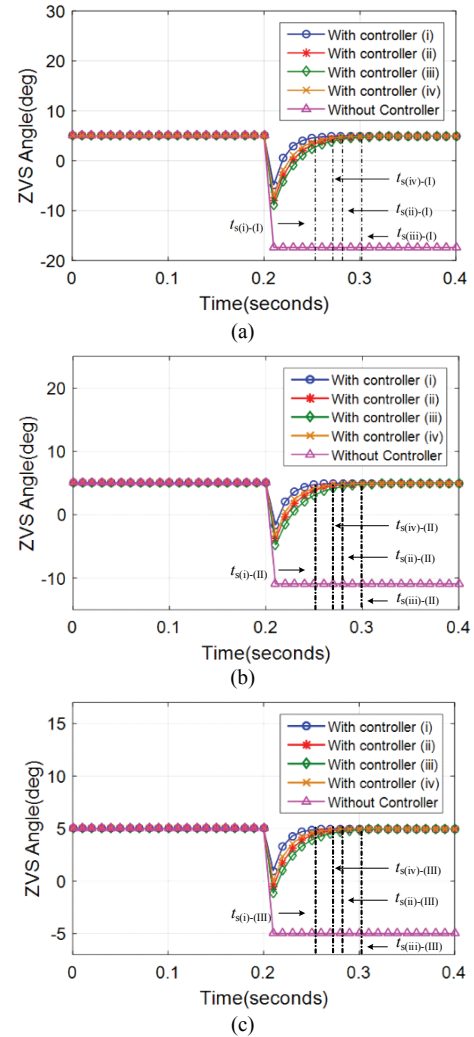 30
20
10
0
-10
-20
ZVS Angle(deg)
With controller (i)
With controller (ii)
With controller (iii)
With controller (iv)
Without Controller
ts(iv)-(I)
ts(i)-(I)
ts(ii)-(I)
ts(iii)-(I)
0 0.1 0.2 0.3 0.4
Time(seconds)
(a)
20
10
0
-10
ZVS Angle(deg)
With controller (i)
With controller (ii)
With controller (iii)
With controller (iv)
Without Controller
ts(iv)-(II)
ts(ii)-(II)
ts(i)-(II)
ts(iii)-(II)
0 0.1 0.2 0.3 0.4
Time(seconds)
(b)
15
10
5
0
-5
ZVS Angle(deg)
With controller (i)
With controller (ii)
With controller (iii)
With controller (iv)
Without Controller
ts(iv)-(III)
ts(ii)-(III)
ts(i)-(III)
ts(iii)-(III)
0 0.1 0.2 0.3 0.4
Time(seconds)
(c)